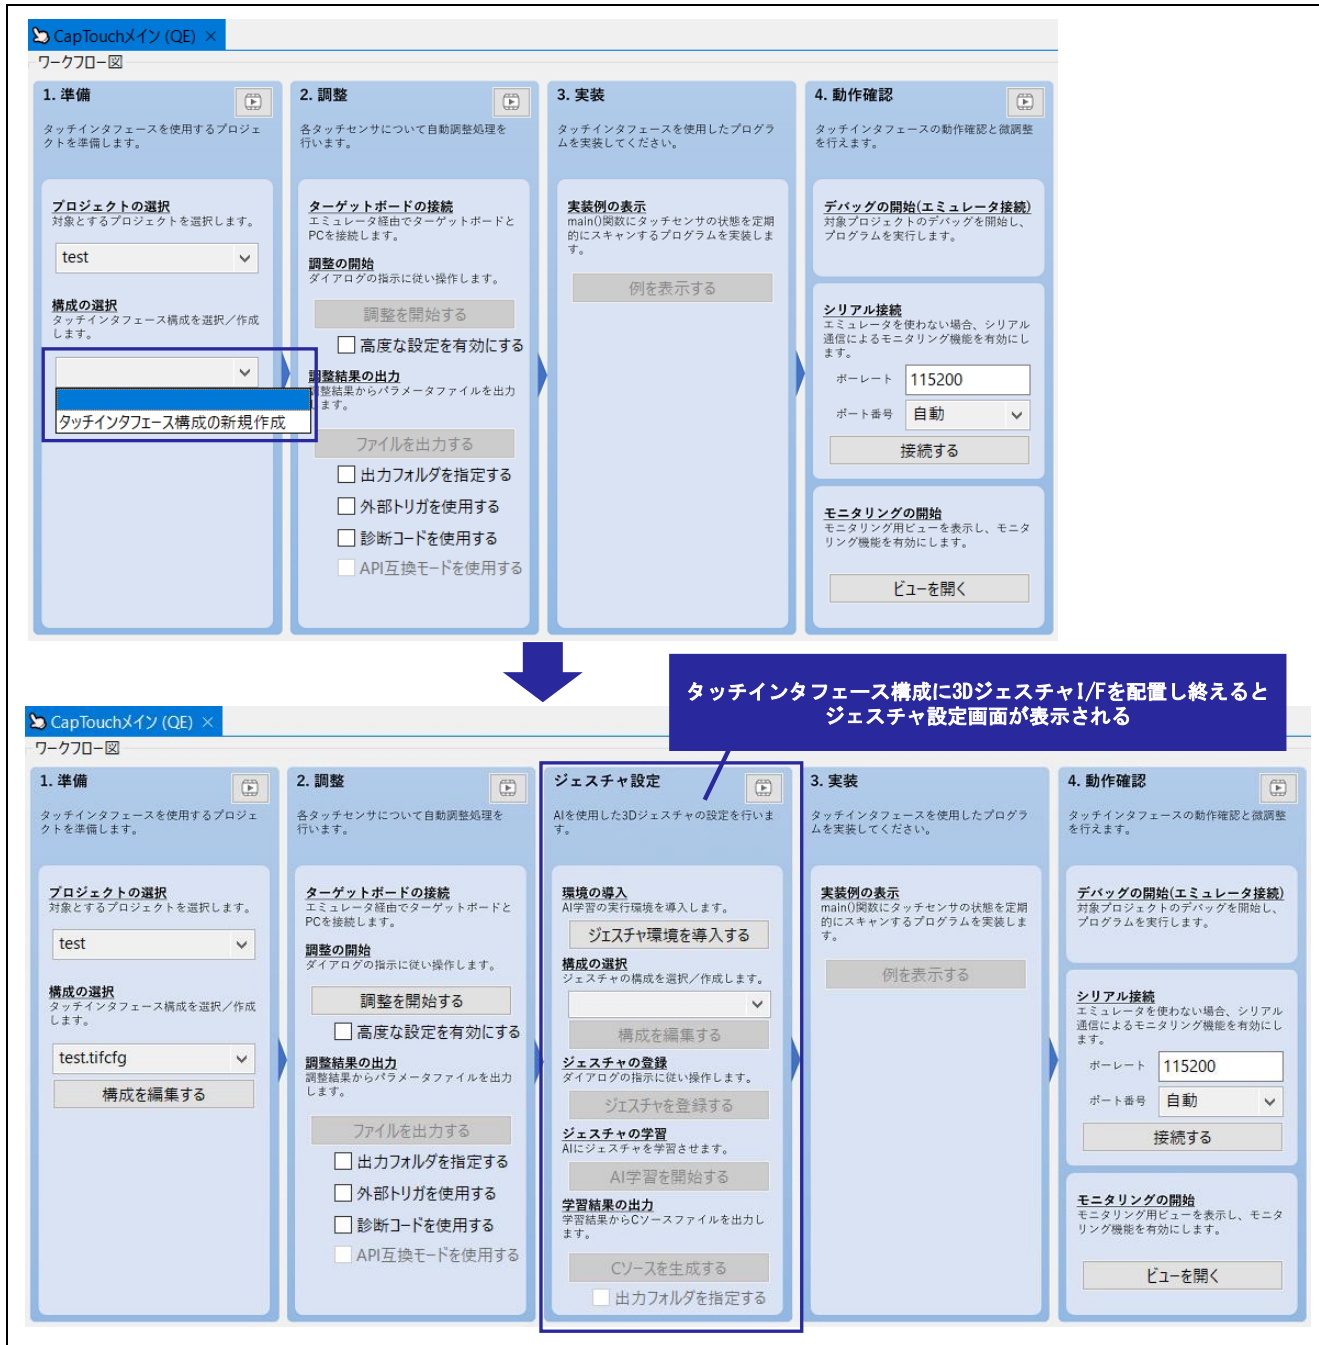 CapTouchメイン (QE) ×
ワークフロー図
1. 準備
タッチインタフェースを使用するプロジェ
クトを準備します。
プロジェクトの選択
対象とするプロジェクトを選択します。
test
構成の選択
タッチインタフェース構成を選択／作成
します。
タッチインタフェース構成の新規作成
2. 調整
各タッチセンサについて自動調整処理を
行います。
ターゲットボードの接続
エミュレータ経由でターゲットボードと
PCを接続します。
調整の開始
ダイアログの指示に従い操作します。
調整を開始する
高度な設定を有効にする
調整結果の出力
調整結果からパラメータファイルを出力
します。
ファイルを出力する
出力フォルダを指定する
外部トリガを使用する
診断コードを使用する
API互換モードを使用する
3. 実装
タッチインタフェースを使用したプログラ
ムを実装してください。
実装例の表示
main()関数にタッチセンサの状態を定期
的にスキャンするプログラムを実装しま
す。
例を表示する
4. 動作確認
タッチインタフェースの動作確認と微調整
を行えます。
デバッグの開始(エミュレータ接続)
対象プロジェクトのデバッグを開始し、
プログラムを実行します。
シリアル接続
エミュレータを使わない場合、シリアル
通信によるモニタリング機能を有効にし
ます。
ボーレート 115200
ポート番号 自動
接続する
モニタリングの開始
モニタリング用ビューを表示し、モニタ
リング機能を有効にします。
ビューを開く
タッチインタフェース構成に3DジェスチャI/Fを配置し終えると
ジェスチャ設定画面が表示される
CapTouchメイン (QE) ×
ワークフロー図
1. 準備
タッチインタフェースを使用するプロジェ
クトを準備します。
プロジェクトの選択
対象とするプロジェクトを選択します。
test
構成の選択
タッチインタフェース構成を選択／作成
します。
test.tifcfg
構成を編集する
2. 調整
各タッチセンサについて自動調整処理を
行います。
ターゲットボードの接続
エミュレータ経由でターゲットボードと
PCを接続します。
調整の開始
ダイアログの指示に従い操作します。
調整を開始する
高度な設定を有効にする
調整結果の出力
調整結果からパラメータファイルを出力
します。
ファイルを出力する
出力フォルダを指定する
外部トリガを使用する
診断コードを使用する
API互換モードを使用する
ジェスチャ設定
AIを使用した3Dジェスチャの設定を行いま
す。
環境の導入
AI学習の実行環境を導入します。
ジェスチャ環境を導入する
構成の選択
ジェスチャの構成を選択／作成します。
構成を編集する
ジェスチャの登録
ダイアログの指示に従い操作します。
ジェスチャを登録する
ジェスチャの学習
AIにジェスチャを学習させます。
AI学習を開始する
学習結果の出力
学習結果からCソースファイルを出力し
ます。
Cソースを生成する
出力フォルダを指定する
3. 実装
タッチインタフェースを使用したプログラ
ムを実装してください。
実装例の表示
main()関数にタッチセンサの状態を定期
的にスキャンするプログラムを実装しま
す。
例を表示する
4. 動作確認
タッチインタフェースの動作確認と微調整
を行えます。
デバッグの開始(エミュレータ接続)
対象プロジェクトのデバッグを開始し、
プログラムを実行します。
シリアル接続
エミュレータを使わない場合、シリアル
通信によるモニタリング機能を有効にし
ます。
ボーレート 115200
ポート番号 自動
接続する
モニタリングの開始
モニタリング用ビューを表示し、モニタ
リング機能を有効にします。
ビューを開く